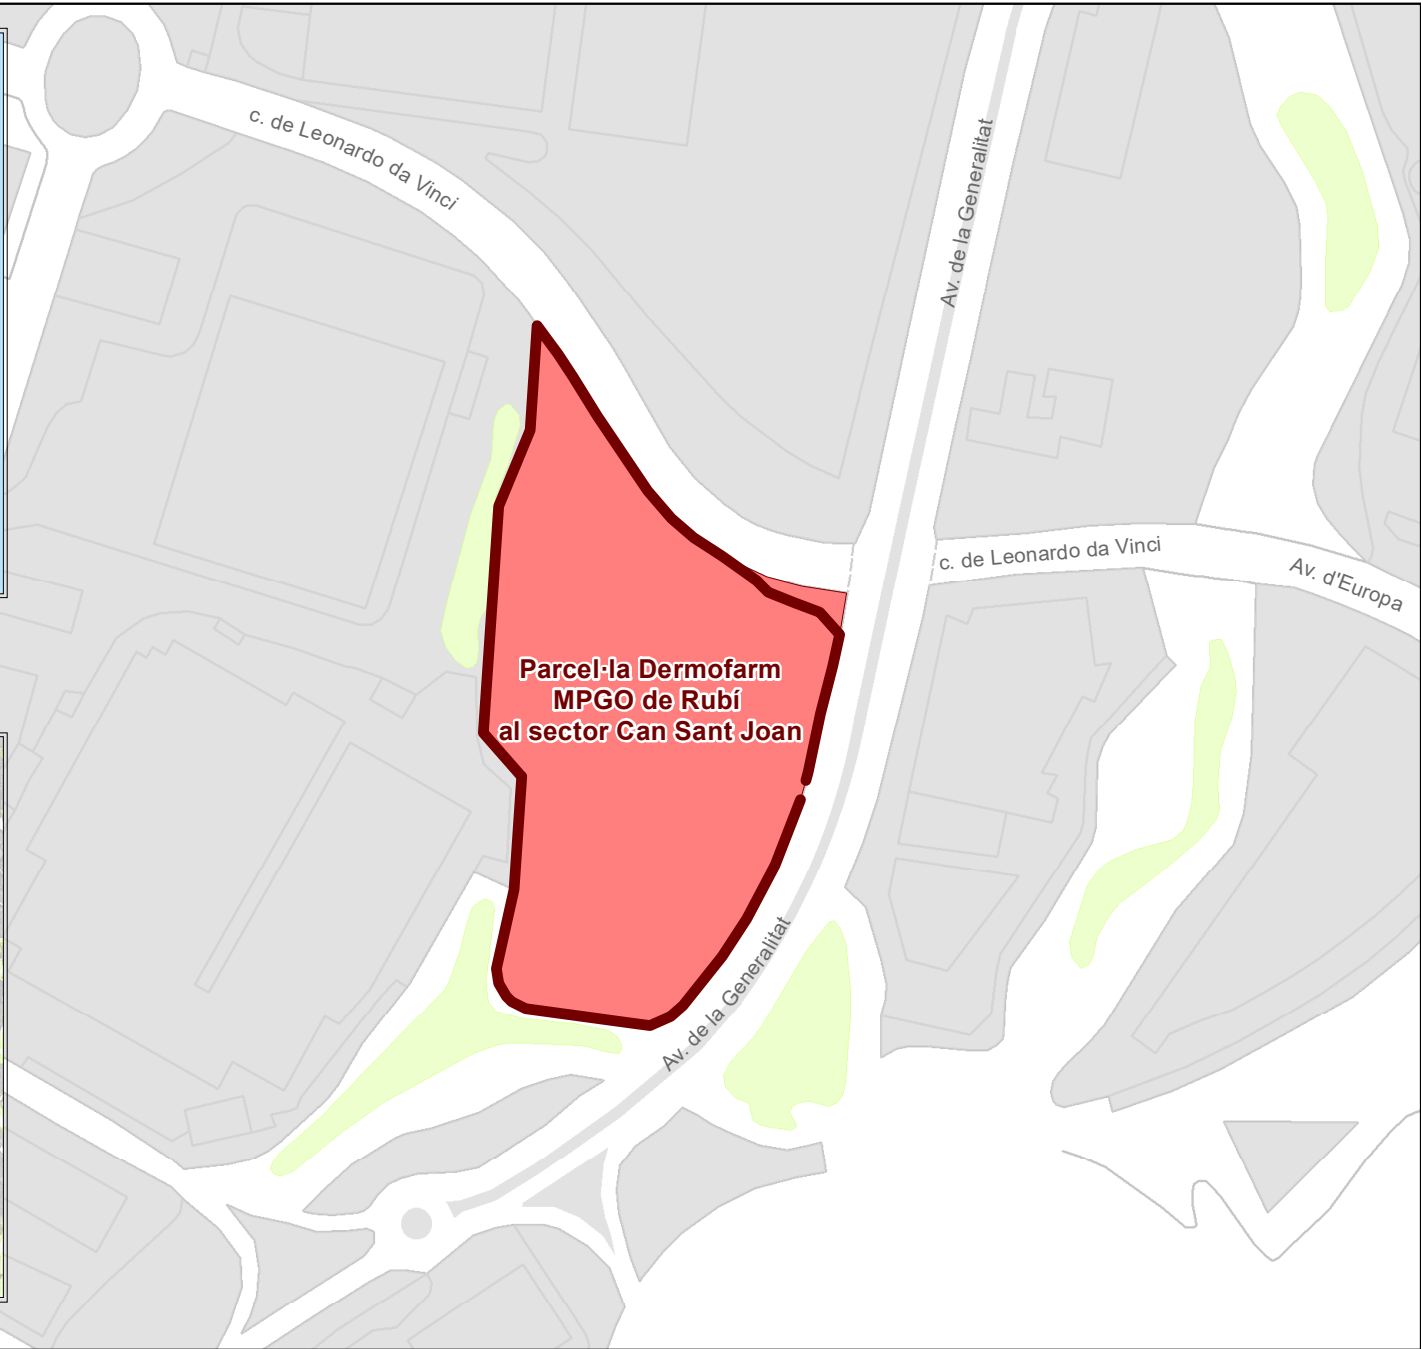 c. de Leonardo da Vinci
Av. de la Generalitat
c. de Leonardo da Vinci
Av. d'Europa
Parcel·la Dermofarm
MPGO de Rubí
al sector Can Sant Joan
Av. de la Generalitat